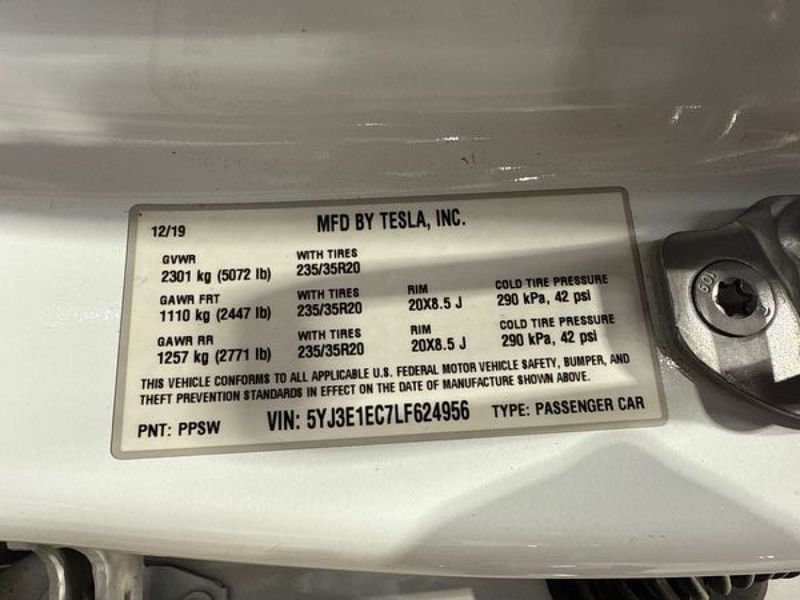 12/19
MFD BY TESLA, INC.
GVWR WITH TIRES
2301 kg (5072 lb) 235/35R20
GAWR FRT WITH TIRES RIM COLD TIRE PRESSURE
1110 kg (2447 lb) 235/35R20 20X8.5 J 290 kPa, 42 psi
GAWR RR WITH TIRES RIM COLD TIRE PRESSURE
1257 kg (2771 lb) 235/35R20 20X8.5 J 290 kPa, 42 psi
THIS VEHICLE CONFORMS TO ALL APPLICABLE U.S. FEDERAL MOTOR VEHICLE SAFETY, BUMPER, AND
THEFT PREVENTION STANDARDS IN EFFECT ON THE DATE OF MANUFACTURE SHOWN ABOVE.
PNT: PPSW VIN: 5YJ3E1EC7LF624956 TYPE: PASSENGER CAR